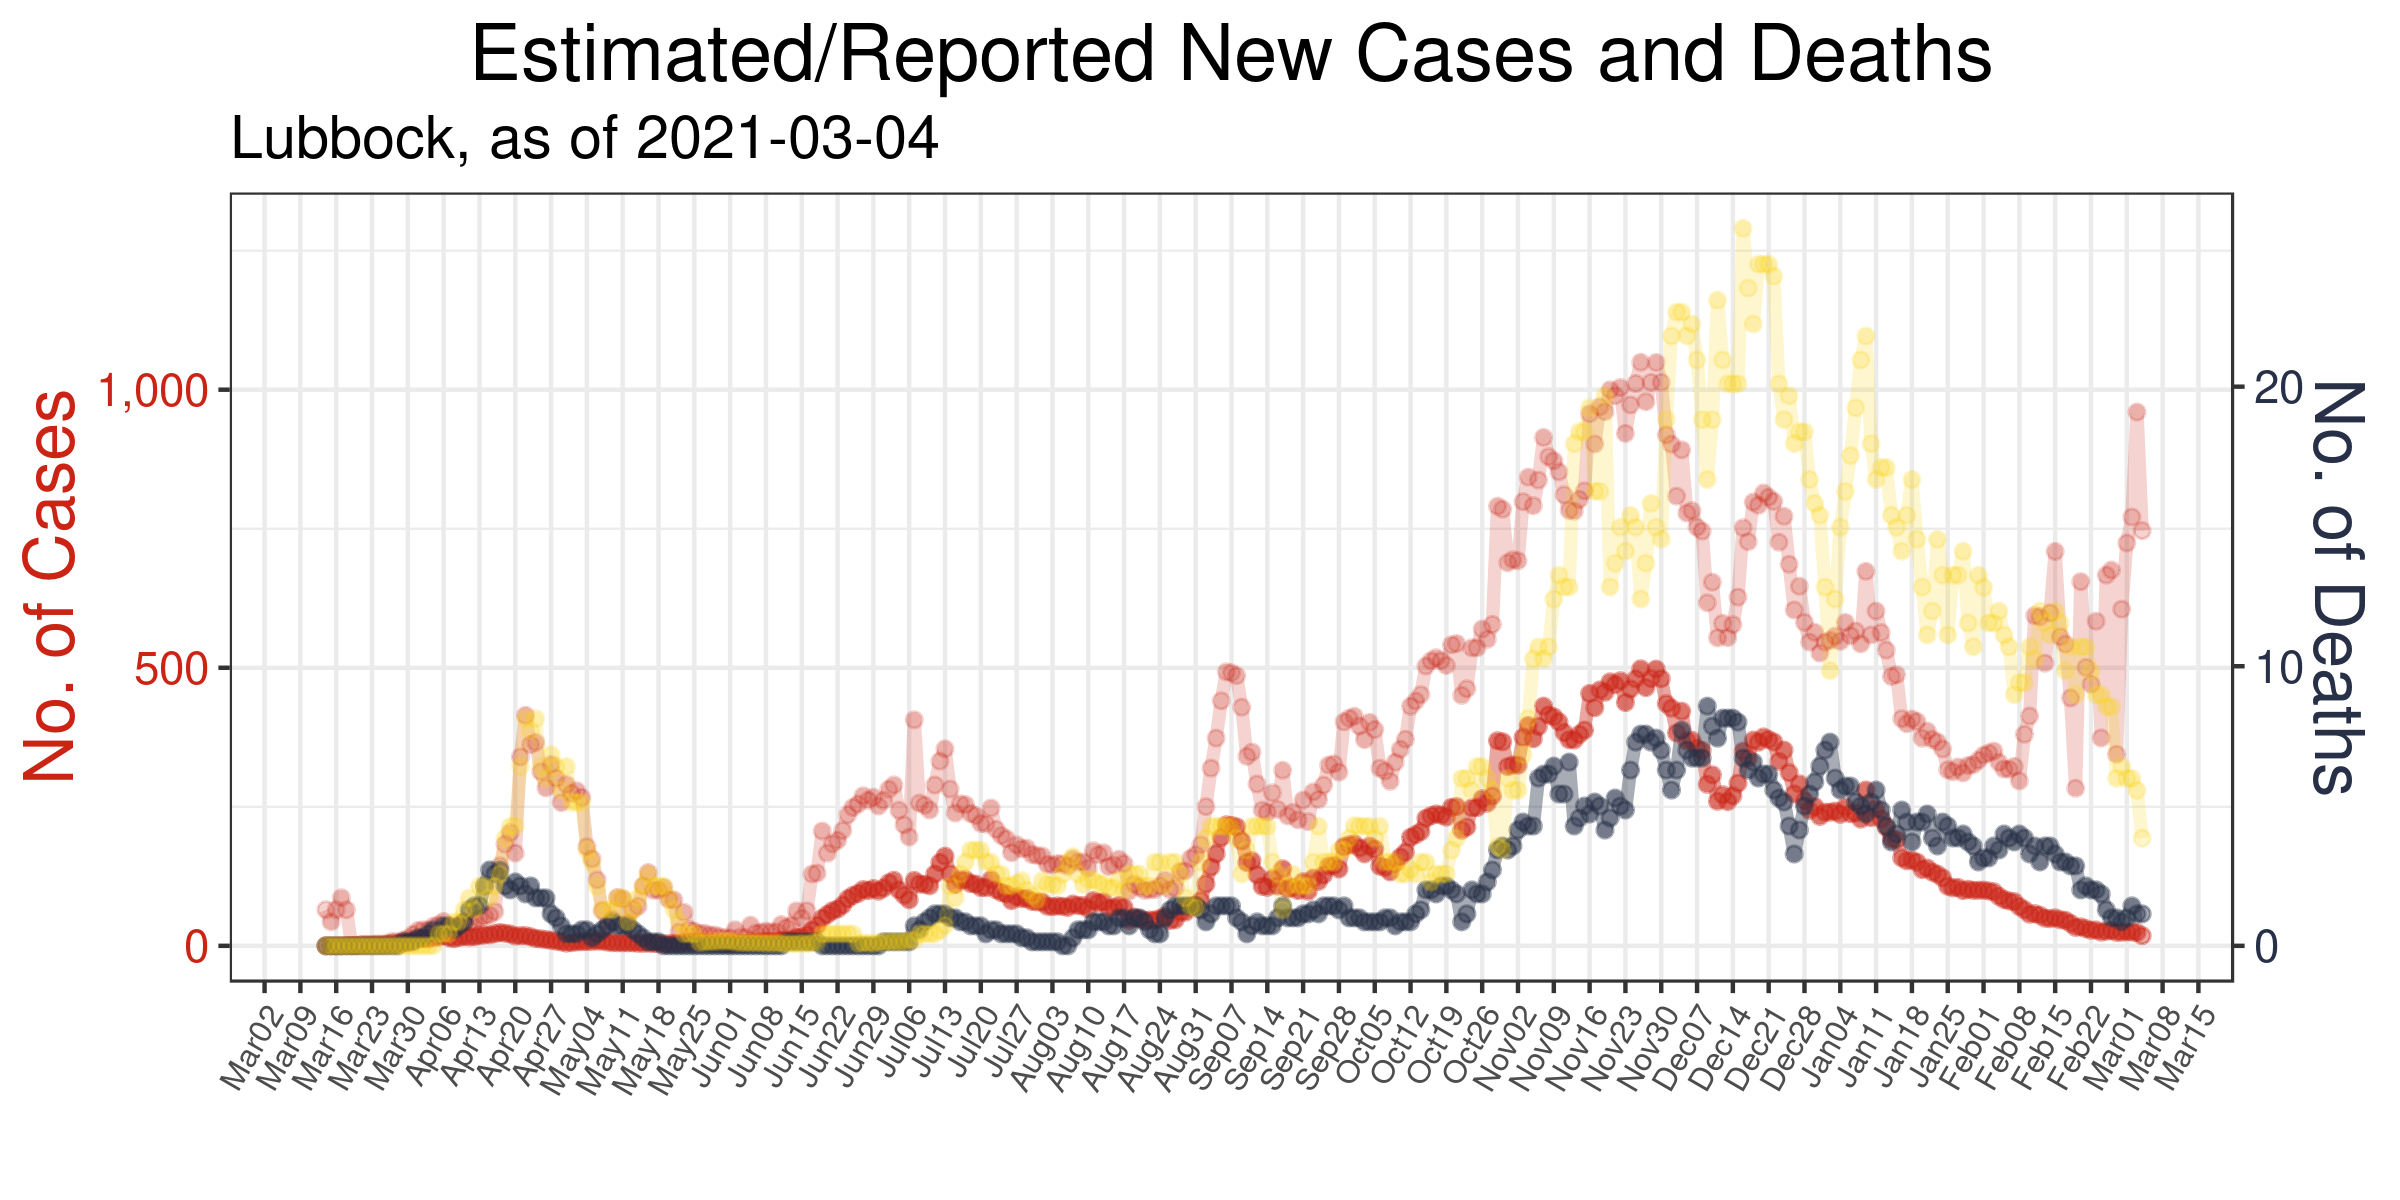 Estimated/Reported New Cases and Deaths
Lubbock, as of 2021-03-04
No. of Cases
1,000
500
0
20
10
0
No. of Deaths
Mar02
Mar09
Mar16
Mar23
Mar30
Apr06
Apr13
Apr20
Apr27
May04
May11
May18
May25
Jun01
Jun08
Jun15
Jun22
Jun29
Jul06
Jul13
Jul20
Jul27
Aug03
Aug10
Aug17
Aug24
Aug31
Sep07
Sep14
Sep21
Sep28
Oct05
Oct12
Oct19
Oct26
Nov02
Nov09
Nov16
Nov23
Nov30
Dec07
Dec14
Dec21
Dec28
Jan04
Jan11
Jan18
Jan25
Feb01
Feb08
Feb15
Feb22
Mar01
Mar08
Mar15